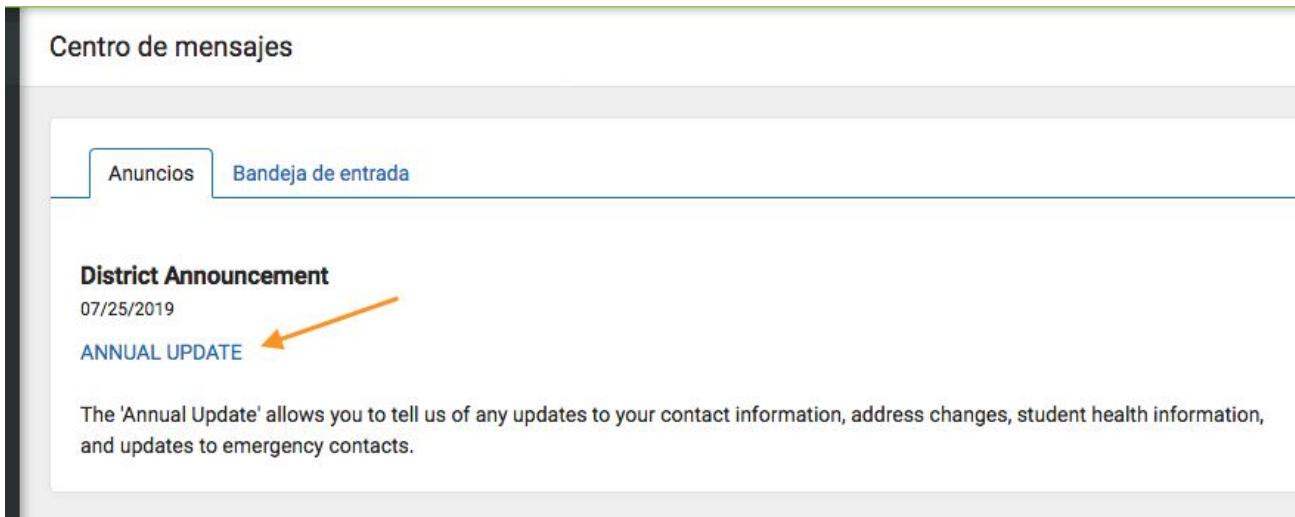 Centro de mensajes
Anuncios
Bandeja de entrada
District Announcement
07/25/2019
ANNUAL UPDATE
The 'Annual Update' allows you to tell us of any updates to your contact information, address changes, student health information,
and updates to emergency contacts.